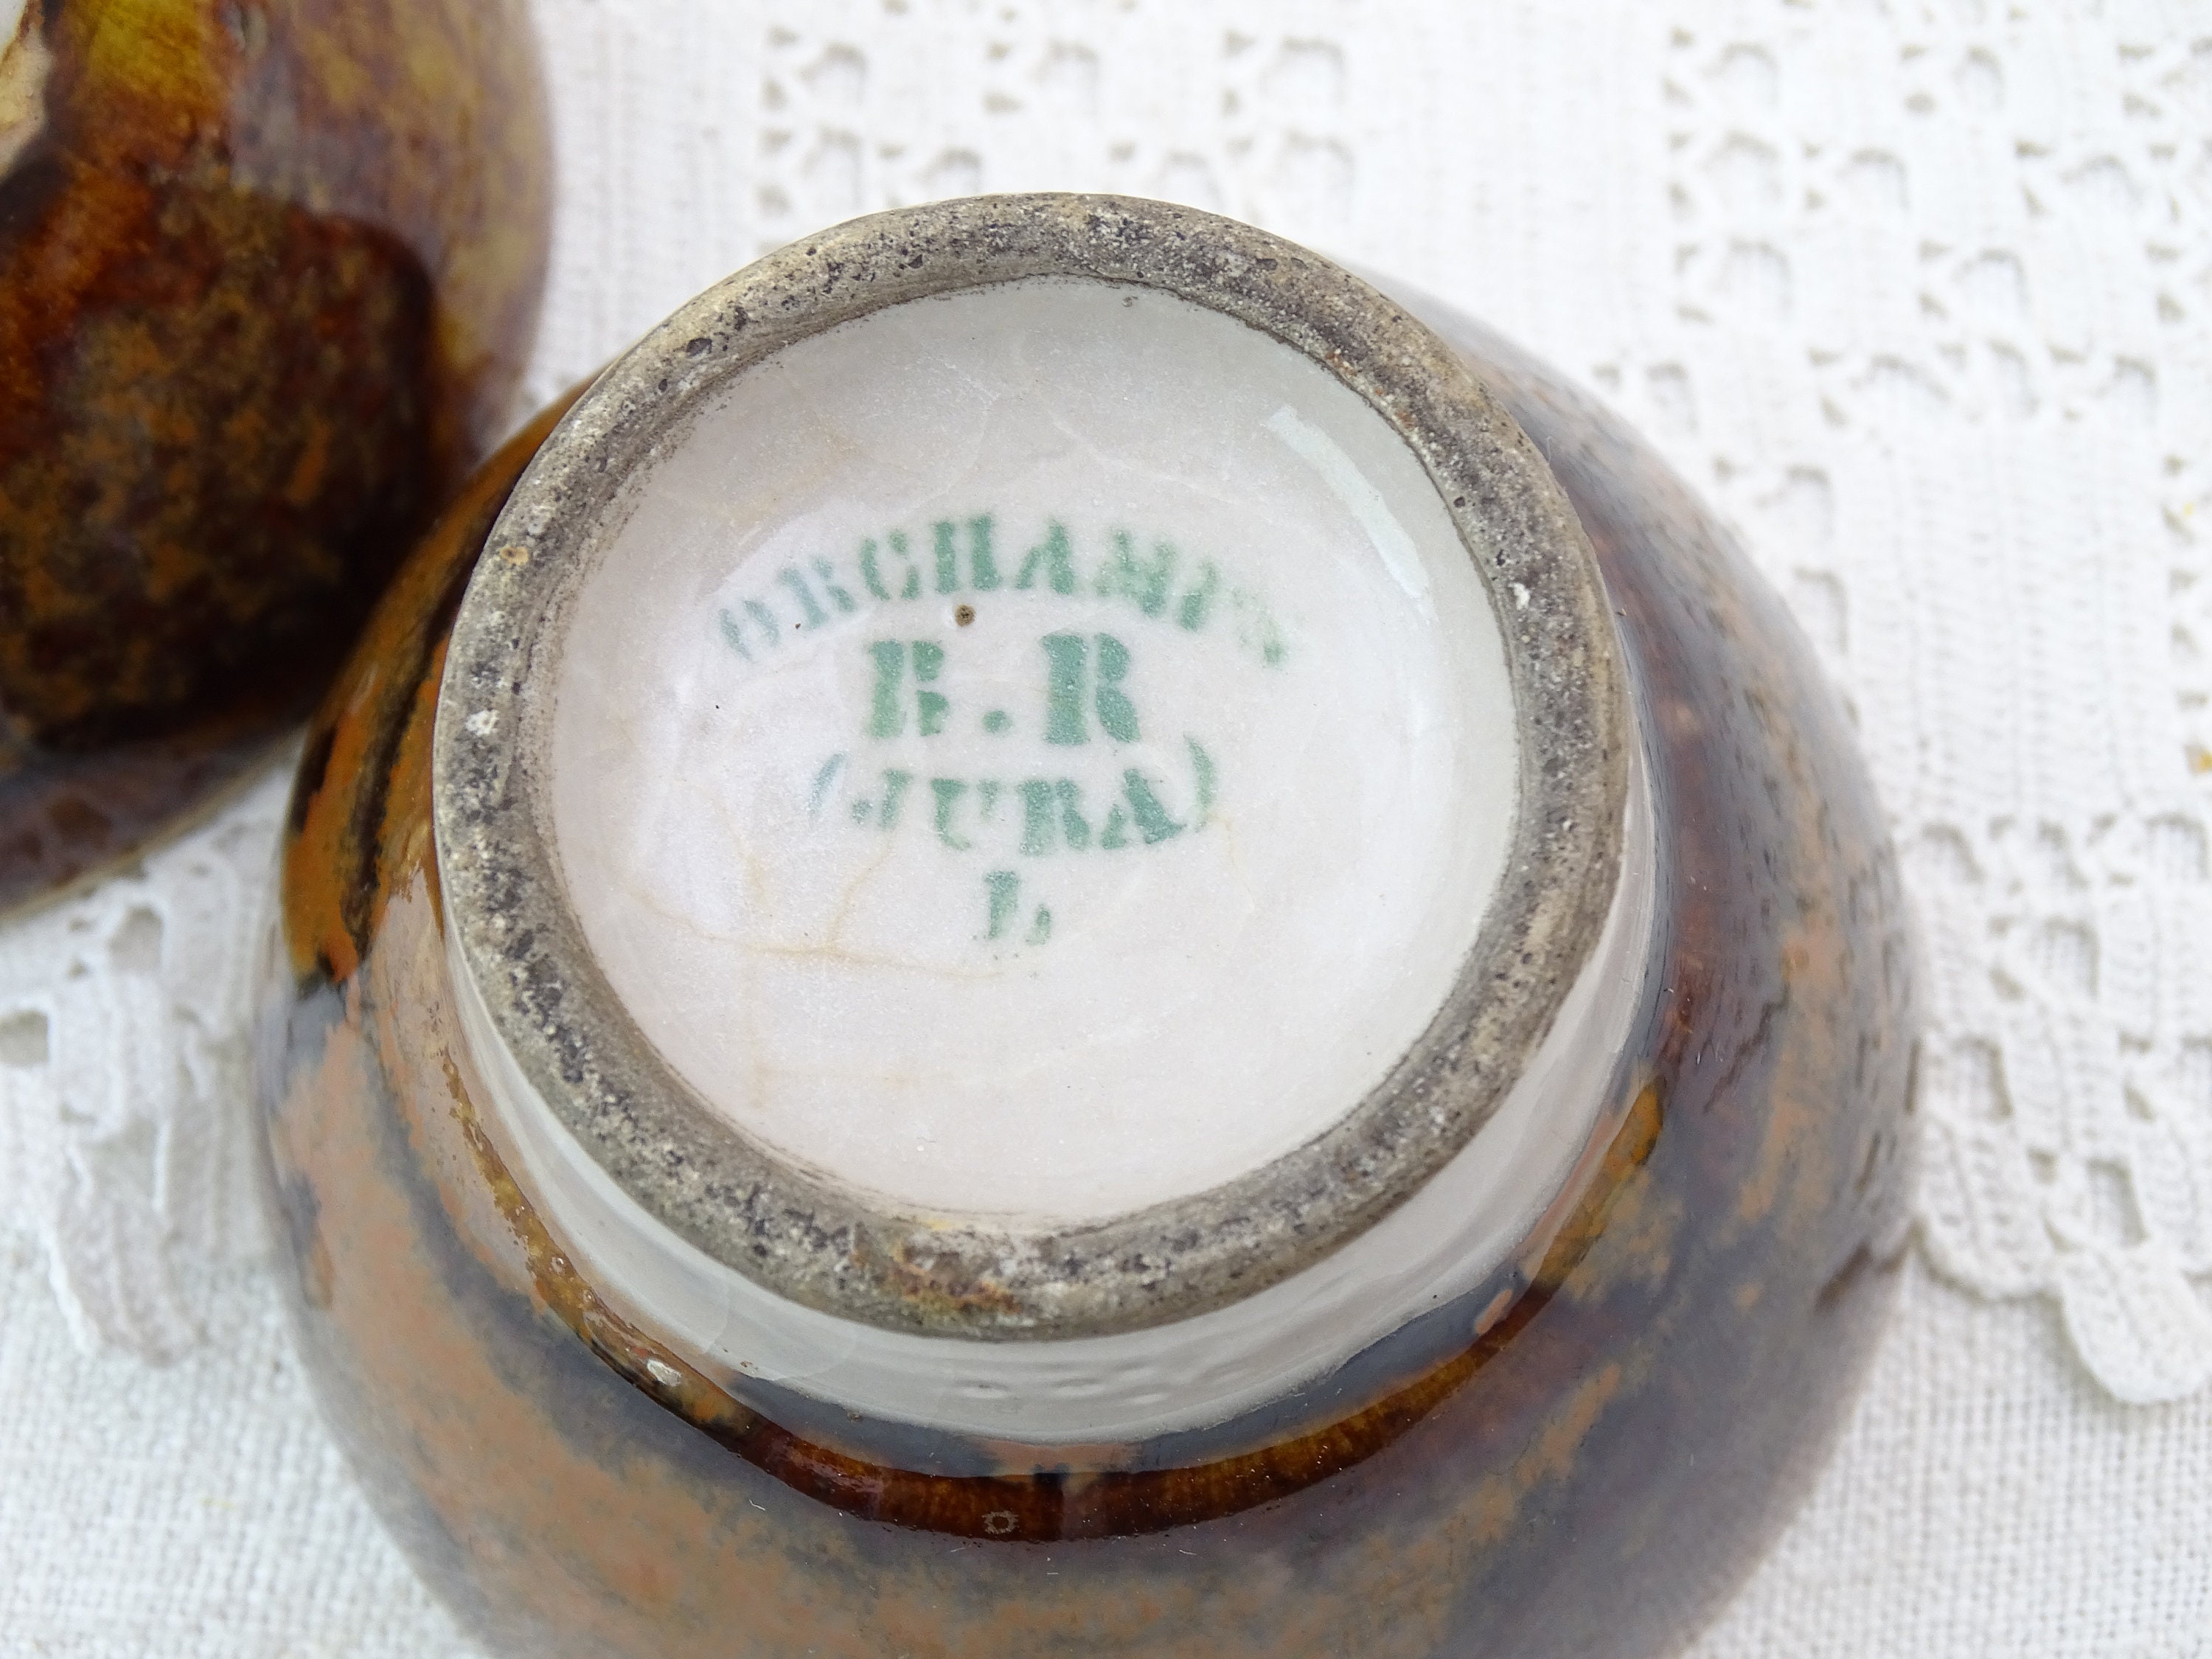 ORCHAMPS
B.R
(JURA)
L